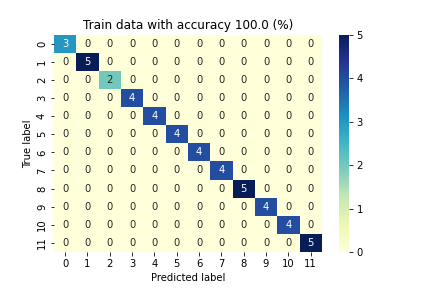 Train data with accuracy 100.0 (%)
True label
0 3 0 0 0 0 0 0 0 0 0 0 0
1 0 5 0 0 0 0 0 0 0 0 0 0
2 0 0 2 0 0 0 0 0 0 0 0 0
3 0 0 0 4 0 0 0 0 0 0 0 0
4 0 0 0 0 4 0 0 0 0 0 0 0
5 0 0 0 0 0 4 0 0 0 0 0 0
6 0 0 0 0 0 0 4 0 0 0 0 0
7 0 0 0 0 0 0 0 4 0 0 0 0
8 0 0 0 0 0 0 0 0 5 0 0 0
9 0 0 0 0 0 0 0 0 0 4 0 0
10 0 0 0 0 0 0 0 0 0 0 4 0
11 0 0 0 0 0 0 0 0 0 0 0 5
0 1 2 3 4 5 6 7 8 9 10 11
Predicted label
5
4
3
2
1
0